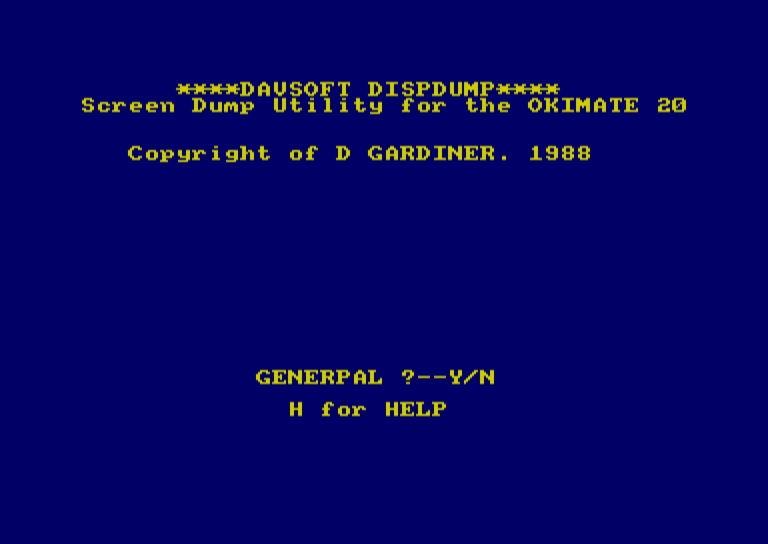 ****DAVSOFT DISPDUMP****
Screen Dump Utility for the OKIMATE 20
Copyright of D GARDINER. 1988
GENERPAL ?--Y/N
H for HELP